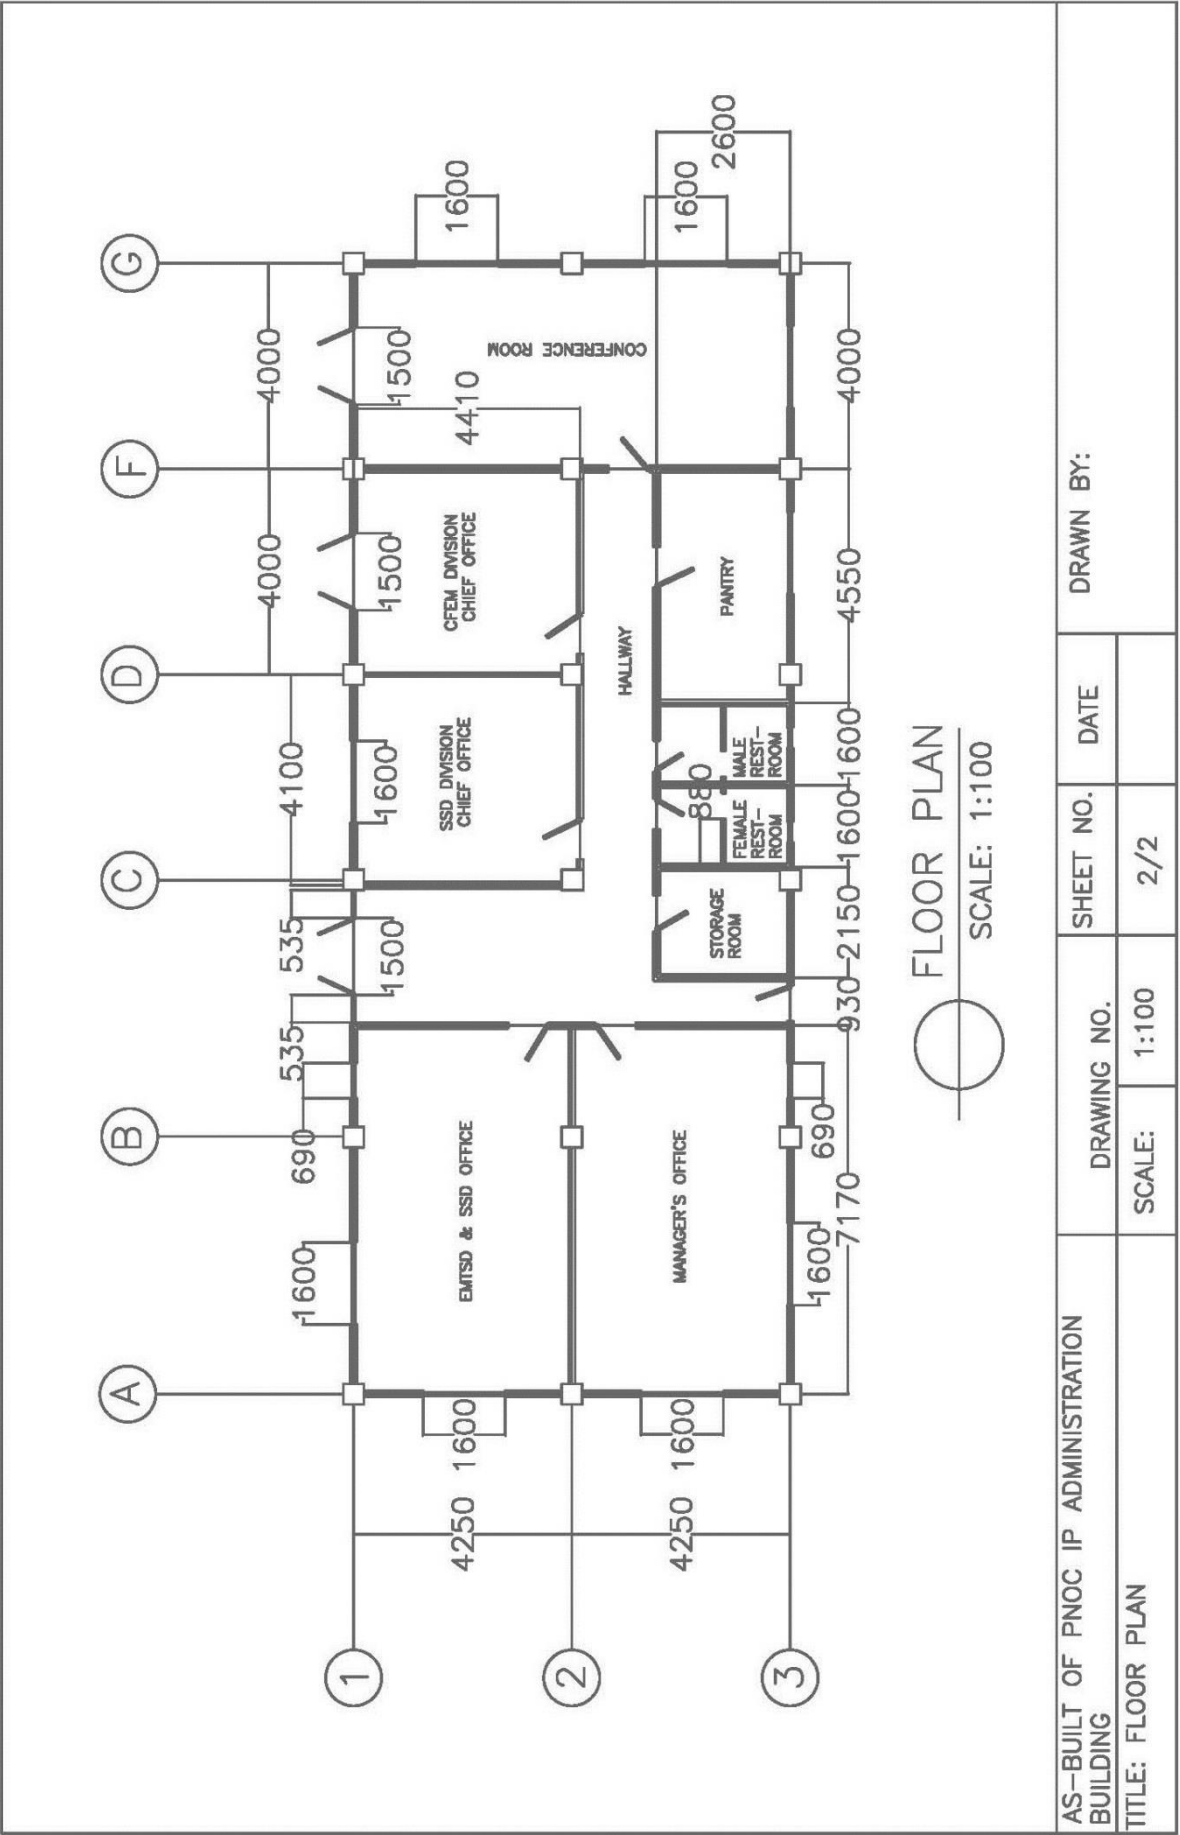 A
B
C
D
F
G
4100
4000
4000
535
535
690
1600
1500
1600
1500
1500
1
2
3
4250
4250
1600
1600
EMTSD & SSD OFFICE
SSD DIVISION
CHIEF OFFICE
CFEM DIVISION
CHIEF OFFICE
4410
CONFERENCE ROOM
1600
1600
2600
HALLWAY
MANAGER'S OFFICE
STORAGE
ROOM
880
FEMALE
REST-
ROOM
MALE
REST-
ROOM
PANTRY
1600
690
7170
930
2150
1600
1600
4550
4000
FLOOR PLAN
SCALE: 1:100
AS-BUILT OF PNOC IP ADMINISTRATION
BUILDING
TITLE: FLOOR PLAN
DRAWING NO.
SCALE:
1:100
SHEET NO.
2/2
DATE
DRAWN BY: